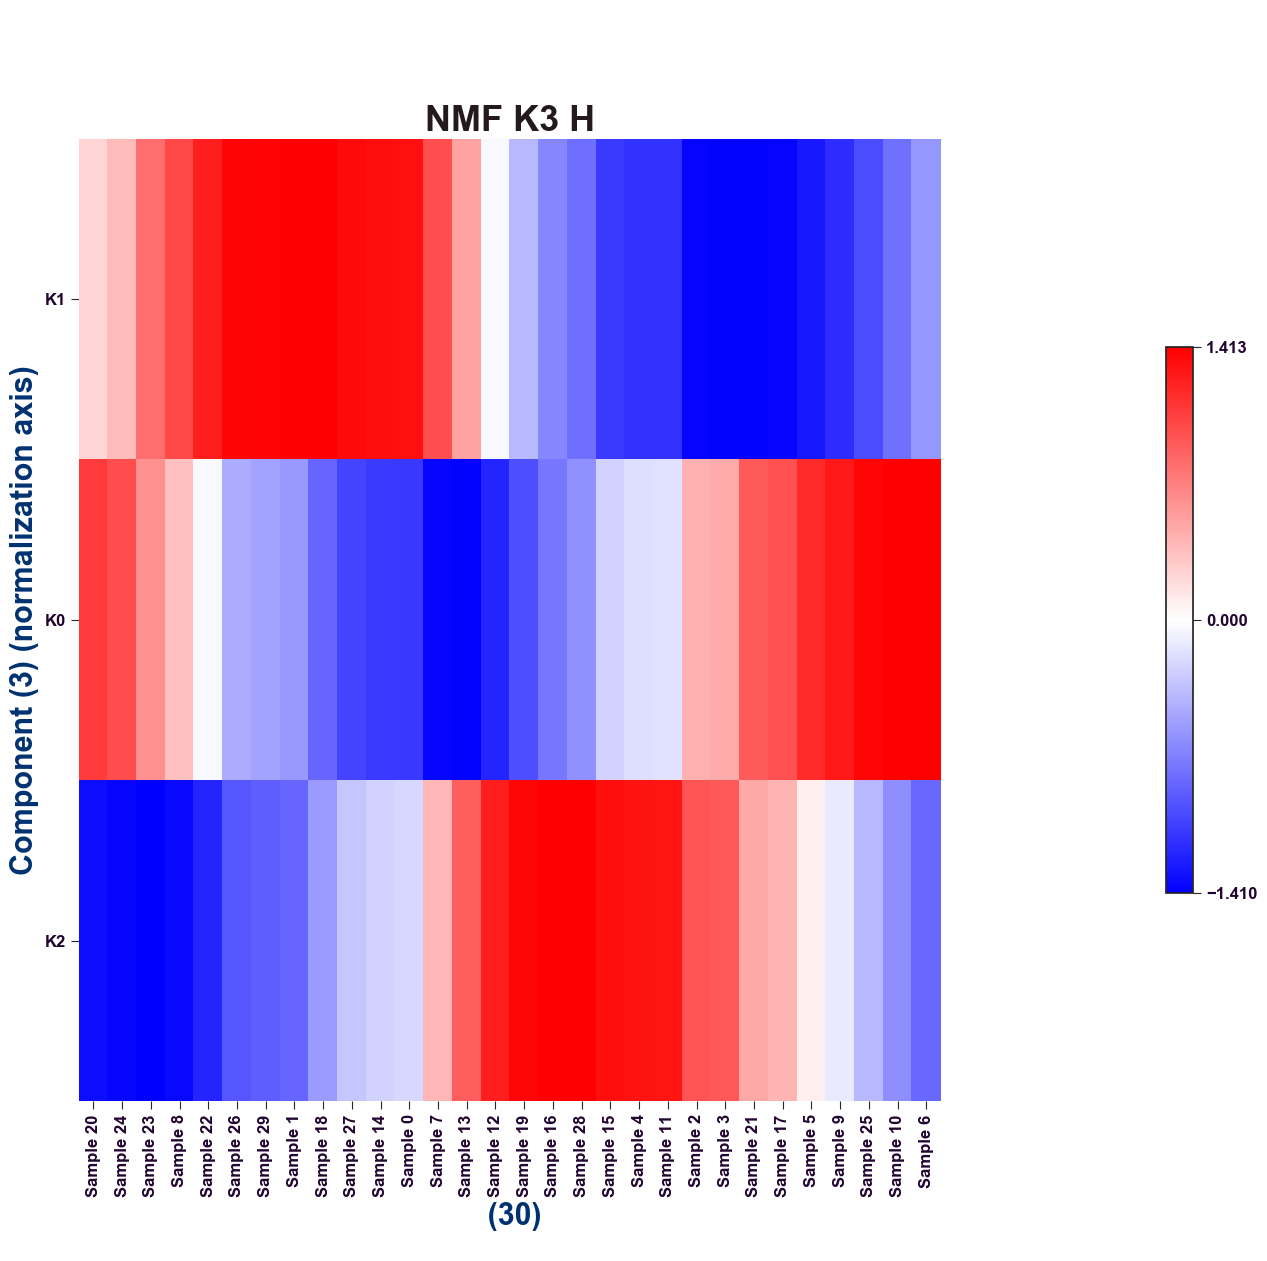 NMF K3 H
Component (3) (normalization axis)
K1
K0
K2
1.413
0.000
−1.410
Sample 20
Sample 24
Sample 23
Sample 8
Sample 22
Sample 26
Sample 29
Sample 1
Sample 18
Sample 27
Sample 14
Sample 0
Sample 7
Sample 13
Sample 12
Sample 19
Sample 16
Sample 28
Sample 15
Sample 4
Sample 11
Sample 2
Sample 3
Sample 21
Sample 17
Sample 5
Sample 9
Sample 25
Sample 10
Sample 6
(30)